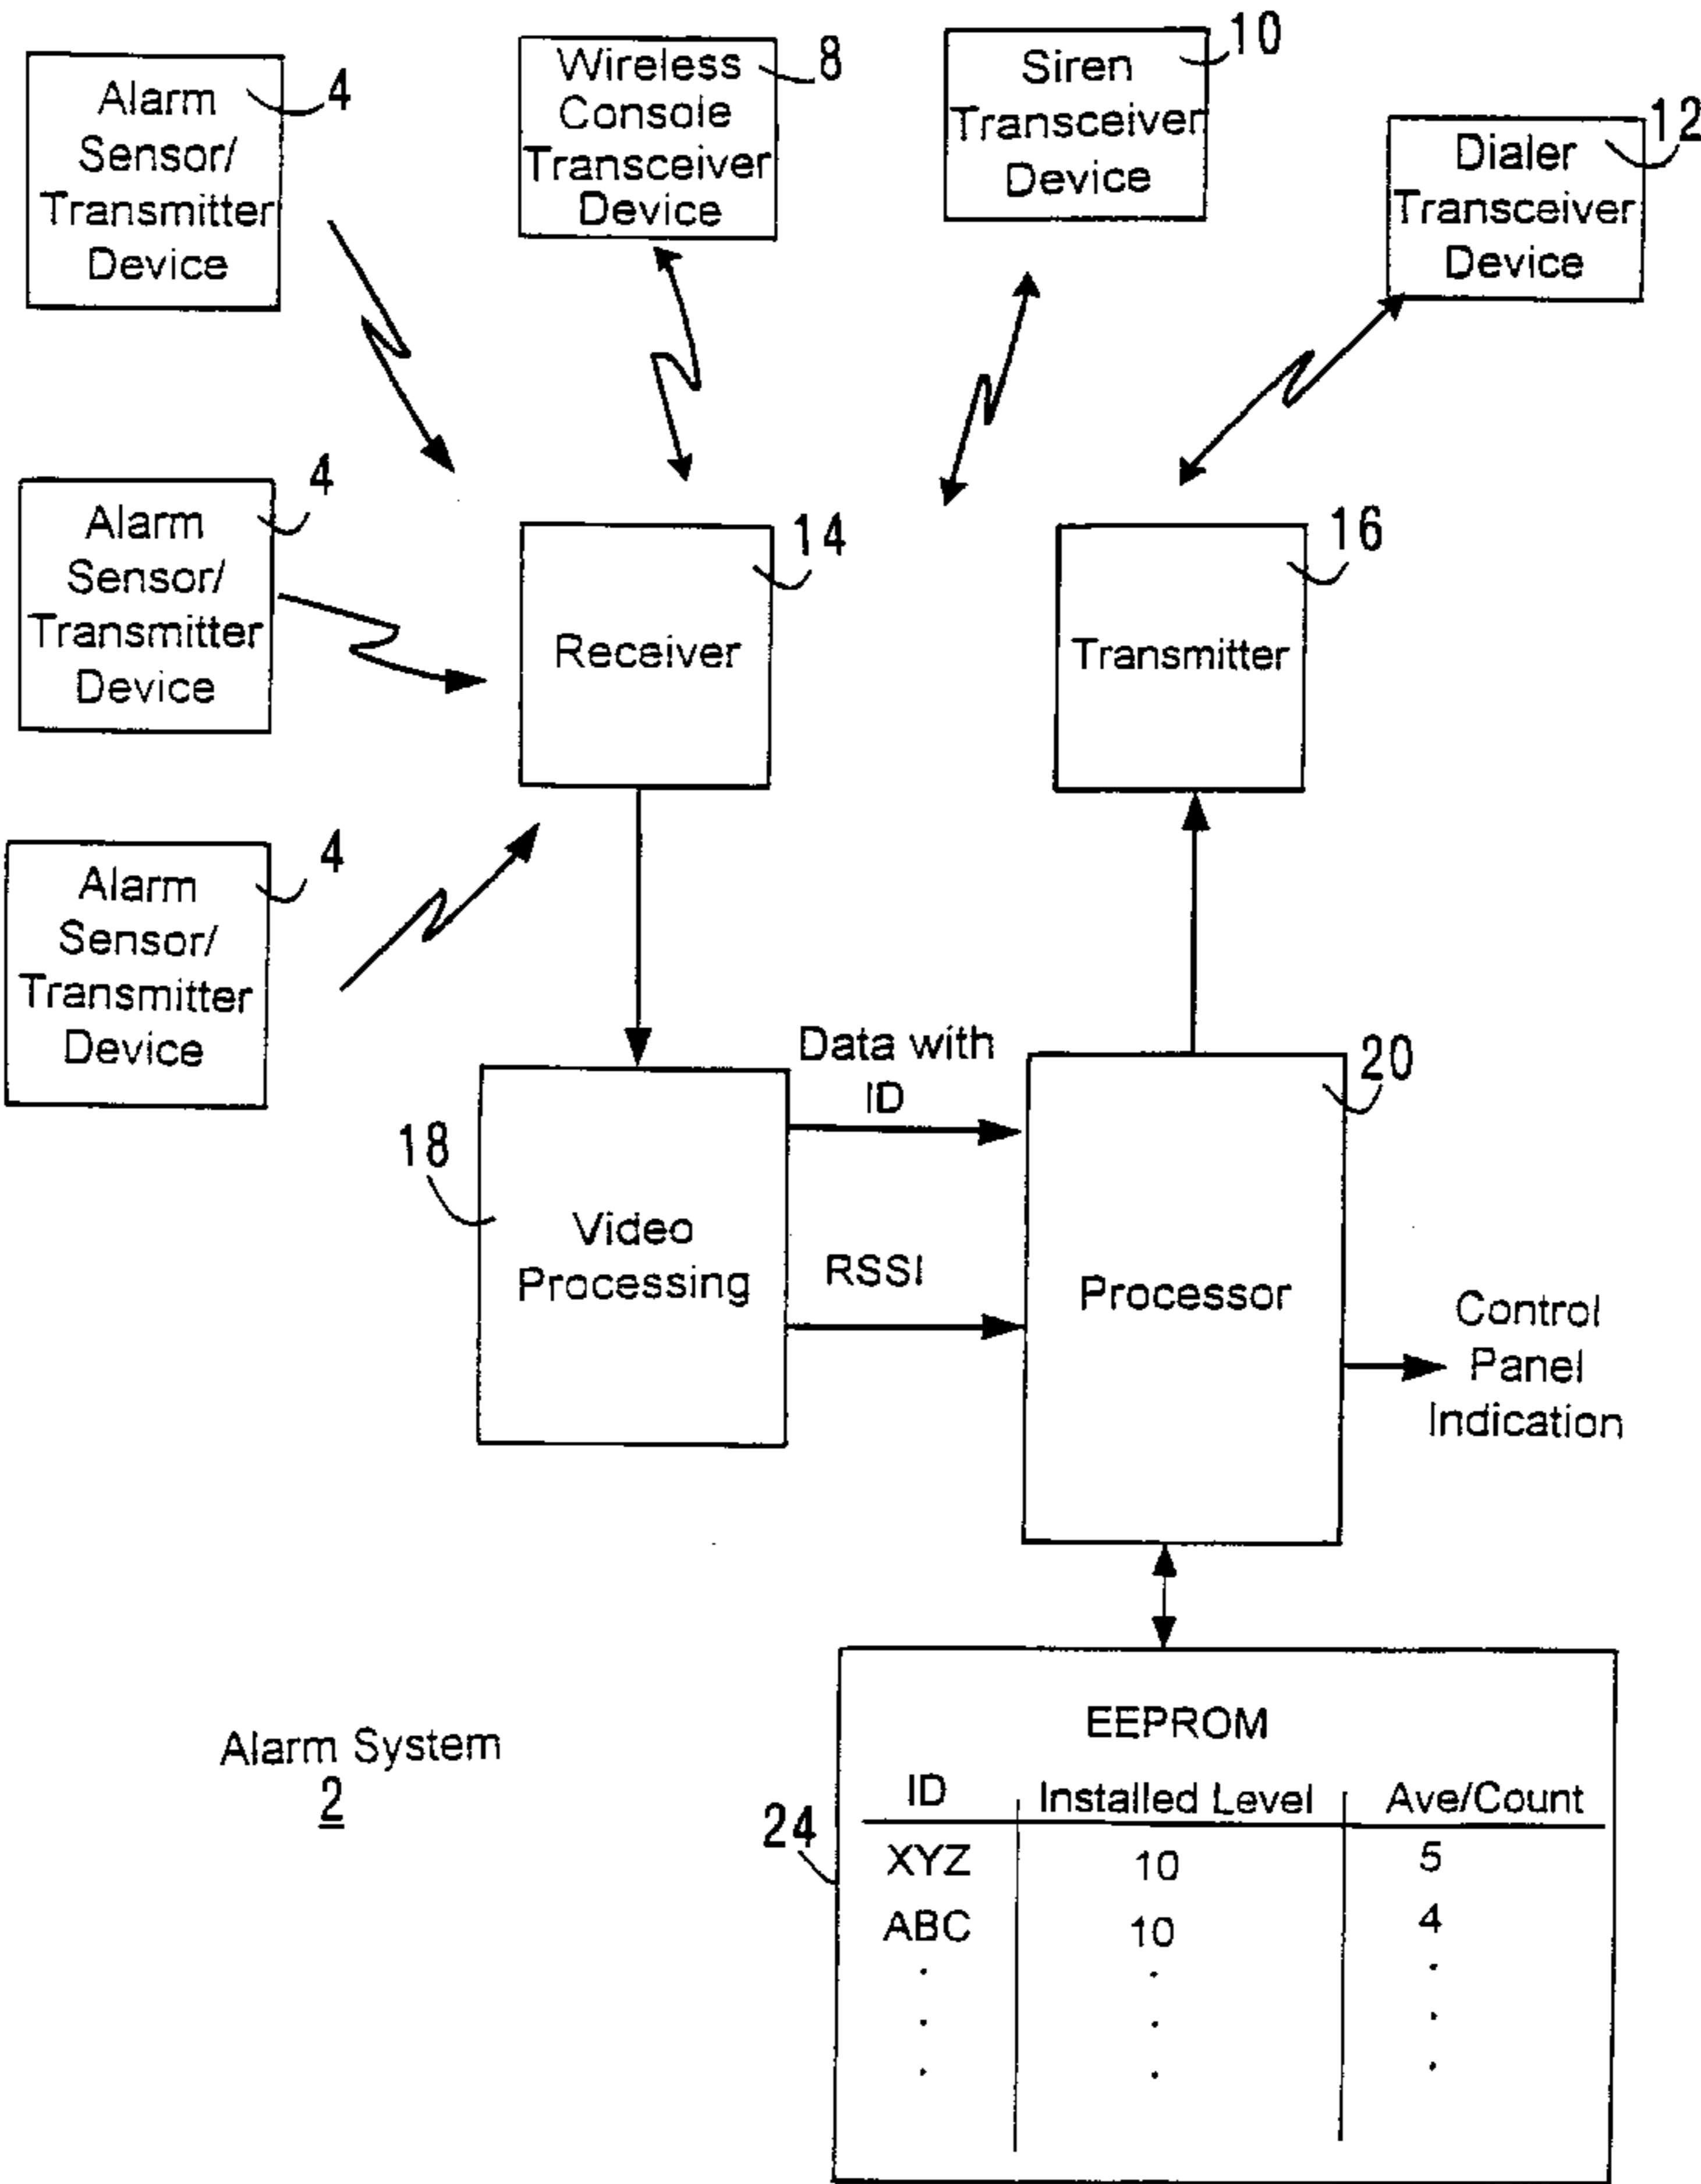 Alarm
Sensor/
Transmitter
Device
4
Wireless
Console
Transceiver
Device
8
Siren
Transceiver
Device
10
Dialer
Transceiver
Device
12
Alarm
Sensor/
Transmitter
Device
4
Receiver
14
Transmitter
16
Alarm
Sensor/
Transmitter
Device
4
Data with
ID
RSSI
18
Video
Processing
20
Processor
Control
Panel
Indication
Alarm System
2
24
EEPROM
ID Installed Level Ave/Count
XYZ 10 5
ABC 10 4
. . .
. . .
. . .